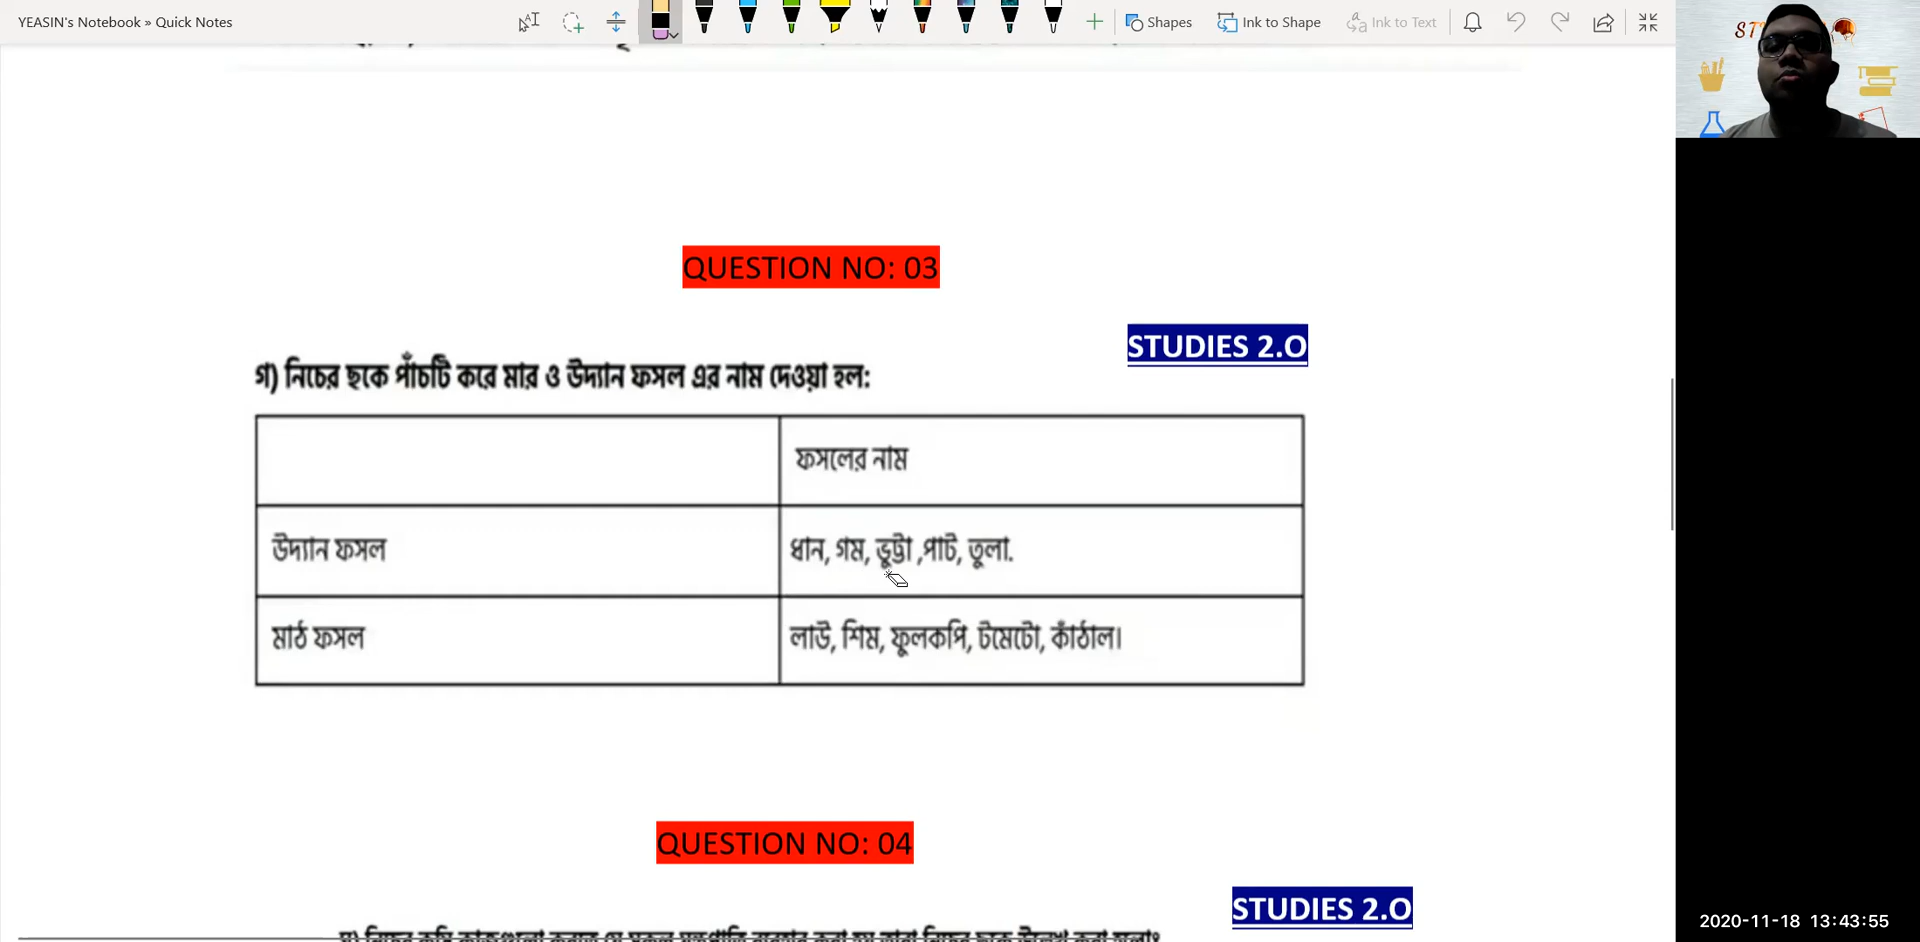 YEASIN's Notebook » Quick Notes
Shapes
Ink to Shape
Ink to Text
QUESTION NO: 03
STUDIES 2.O
গ) নিচের ছকে পাঁচটি করে মার ও উদ্যান ফসল এর নাম দেওয়া হল:
ফসলের নাম
উদ্যান ফসল
ধান, গম, ভুট্টা ,পাট, তুলা.
মাঠ ফসল
লাউ, শিম, ফুলকপি, টমেটো, কাঁঠাল।
QUESTION NO: 04
STUDIES 2.O
2020-11-18 13:43:55